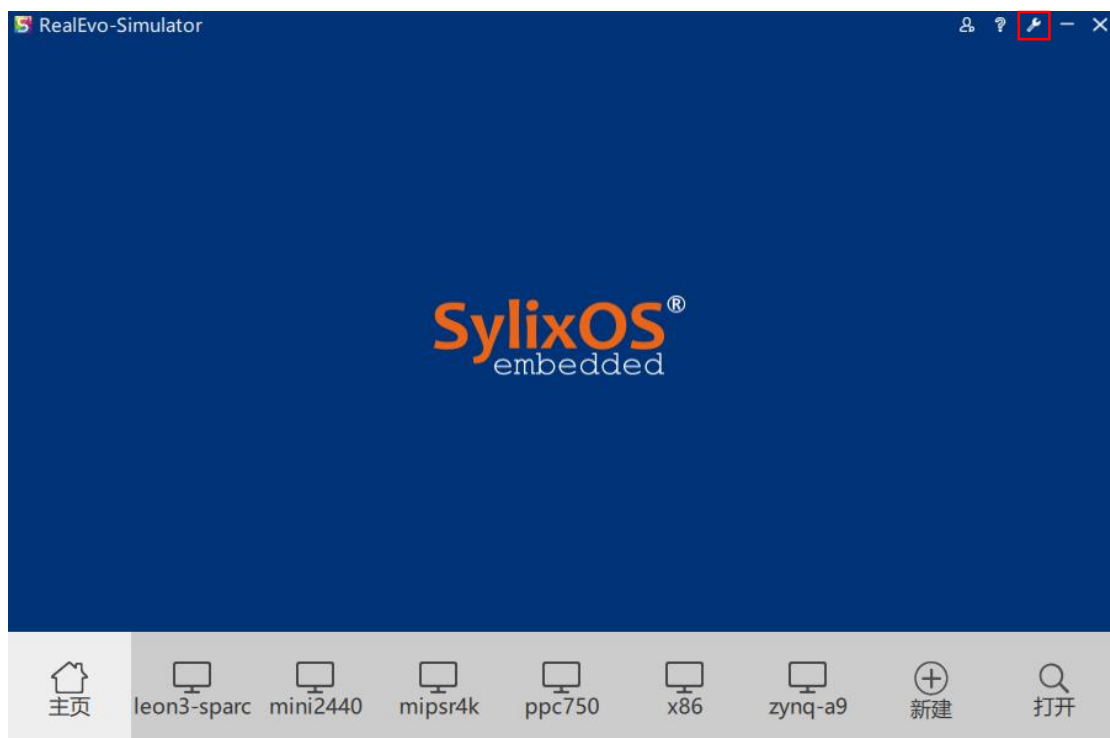 RealEvo-Simulator
SylixOS®
embedded
主页 leon3-sparc mini2440 mipsr4k ppc750 x86 zynq-a9 新建 打开